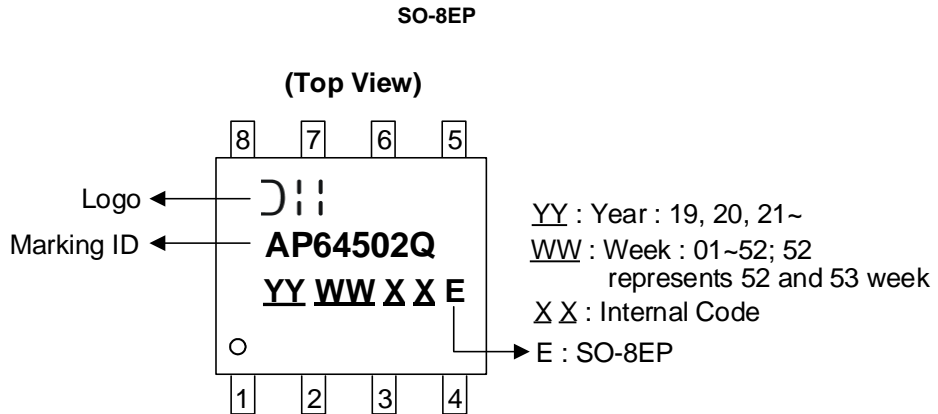 SO-8EP
(Top View)
8 7 6 5
Logo
Marking ID
AP64502Q
YY WW X X E
YY : Year : 19, 20, 21~
WW : Week : 01~52; 52
represents 52 and 53 week
X X : Internal Code
E : SO-8EP
1 2 3 4